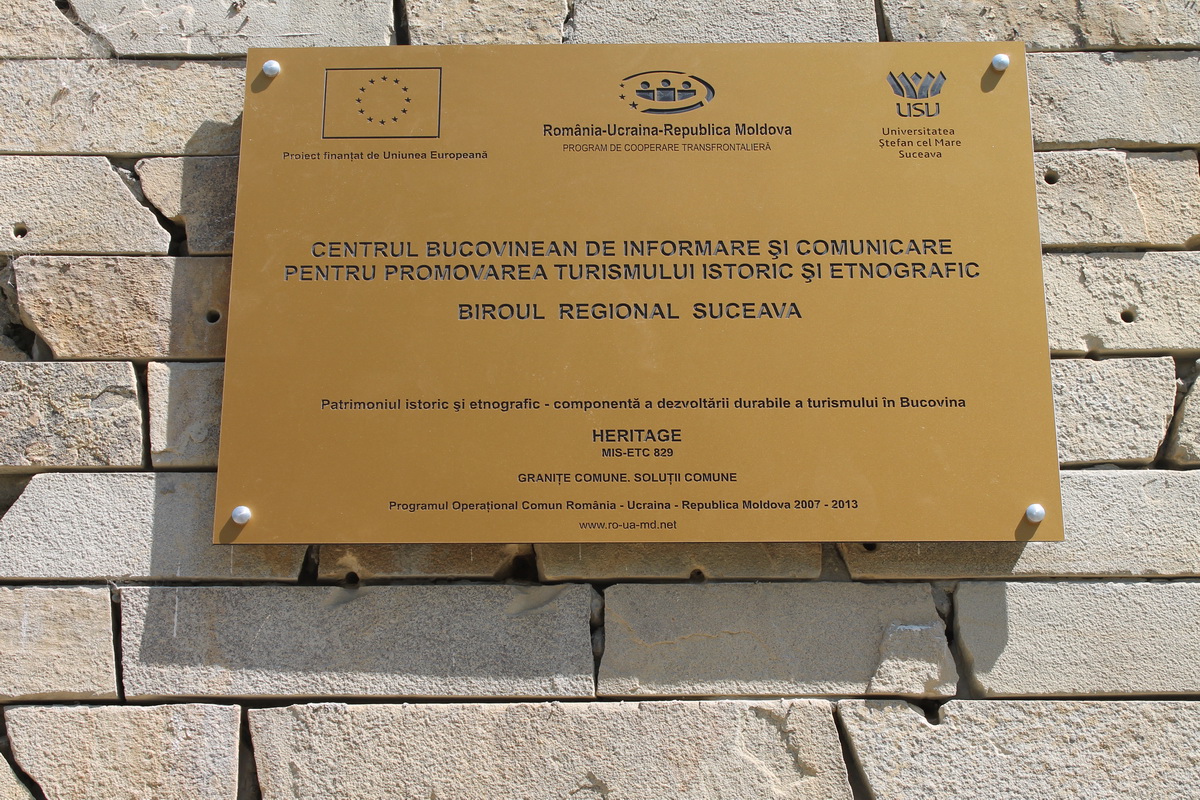 Proiect finanțat de Uniunea Europeană
România-Ucraina-Republica Moldova
PROGRAM DE COOPERARE TRANSFRONTALIERĂ
USV
Universitatea
Ștefan cel Mare
Suceava
CENTRUL BUCOVINEAN DE INFORMARE ŞI COMUNICARE
PENTRU PROMOVAREA TURISMULUI ISTORIC ŞI ETNOGRAFIC
BIROUL REGIONAL SUCEAVA
Patrimoniul istoric şi etnografic - componentă a dezvoltării durabile a turismului în Bucovina
HERITAGE
MIS-ETC 829
GRANIȚE COMUNE. SOLUȚII COMUNE
Programul Operațional Comun România - Ucraina - Republica Moldova 2007 - 2013
www.ro-ua-md.net